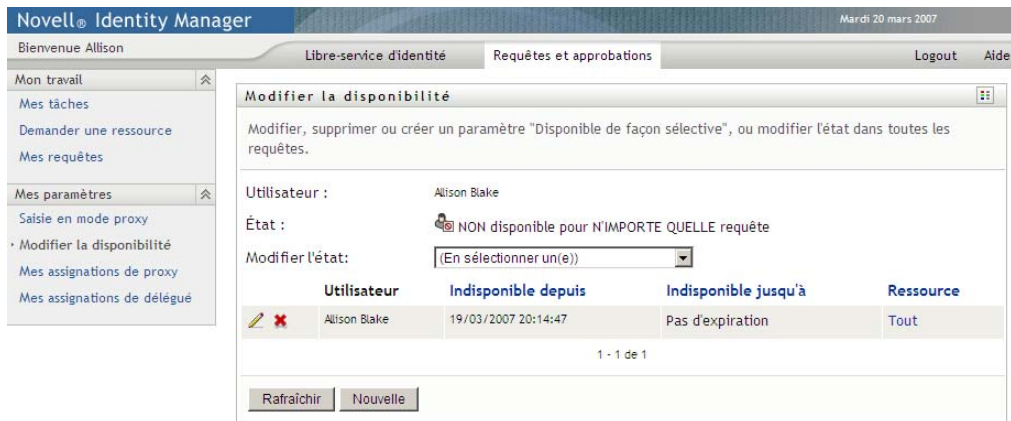 Novell® Identity Manager
Mardi 20 mars 2007
Bienvenue Allison
Libre-service d'identité
Requêtes et approbations
Logout
Aide
Mon travail
Mes tâches
Demander une ressource
Mes requêtes
Mes paramètres
Saisie en mode proxy
Modifier la disponibilité
Mes assignations de proxy
Mes assignations de délégué
Modifier la disponibilité
Modifier, supprimer ou créer un paramètre "Disponible de façon sélective", ou modifier l'état dans toutes les
requêtes.
Utilisateur : Allison Blake
État : NON disponible pour N'IMPORTE QUELLE requête
Modifier l'état: (En sélectionner un(e))
Utilisateur Indisponible depuis Indisponible jusqu'à Ressource
Allison Blake 19/03/2007 20:14:47 Pas d'expiration Tout
1 - 1 de 1
Rafraîchir Nouvelle